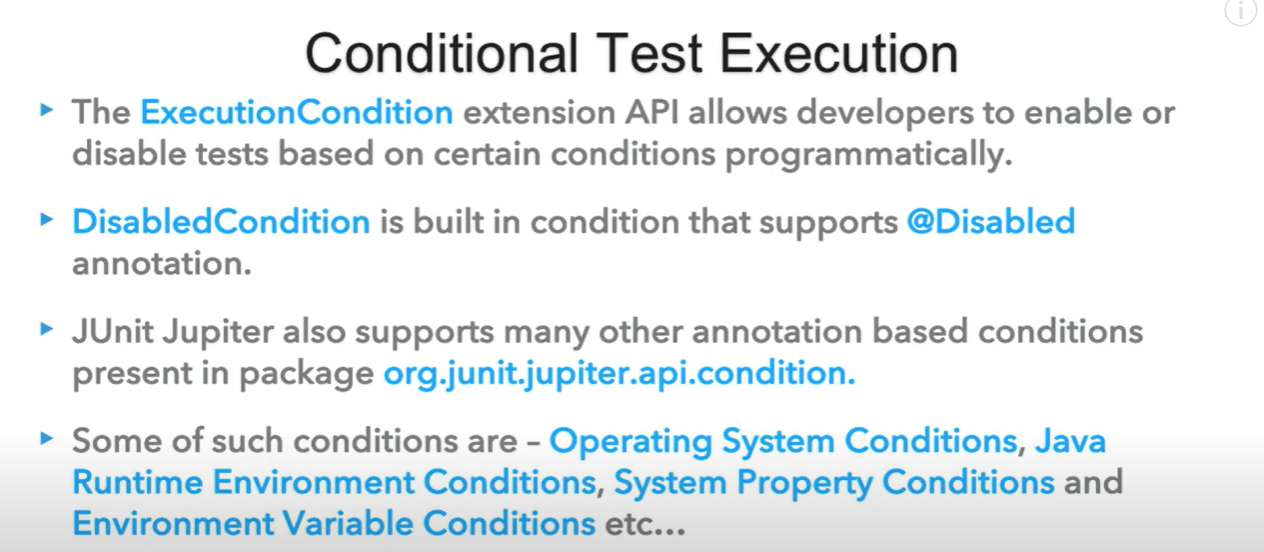 Conditional Test Execution
The ExecutionCondition extension API allows developers to enable or
disable tests based on certain conditions programmatically.
DisabledCondition is built in condition that supports @Disabled
annotation.
JUnit Jupiter also supports many other annotation based conditions
present in package org.junit.jupiter.api.condition.
Some of such conditions are – Operating System Conditions, Java
Runtime Environment Conditions, System Property Conditions and
Environment Variable Conditions etc...